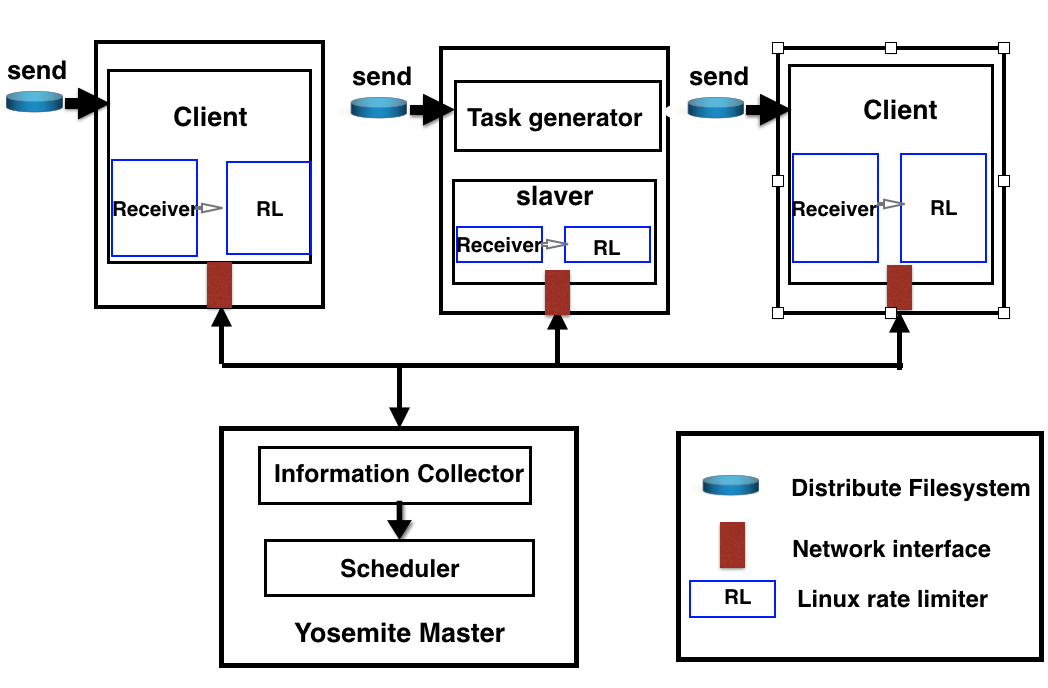 send
Client
Receiver
RL
send
Task generator
slaver
Receiver
RL
send
Client
Receiver
RL
Information Collector
Scheduler
Yosemite Master
Distribute Filesystem
Network interface
RL
Linux rate limiter